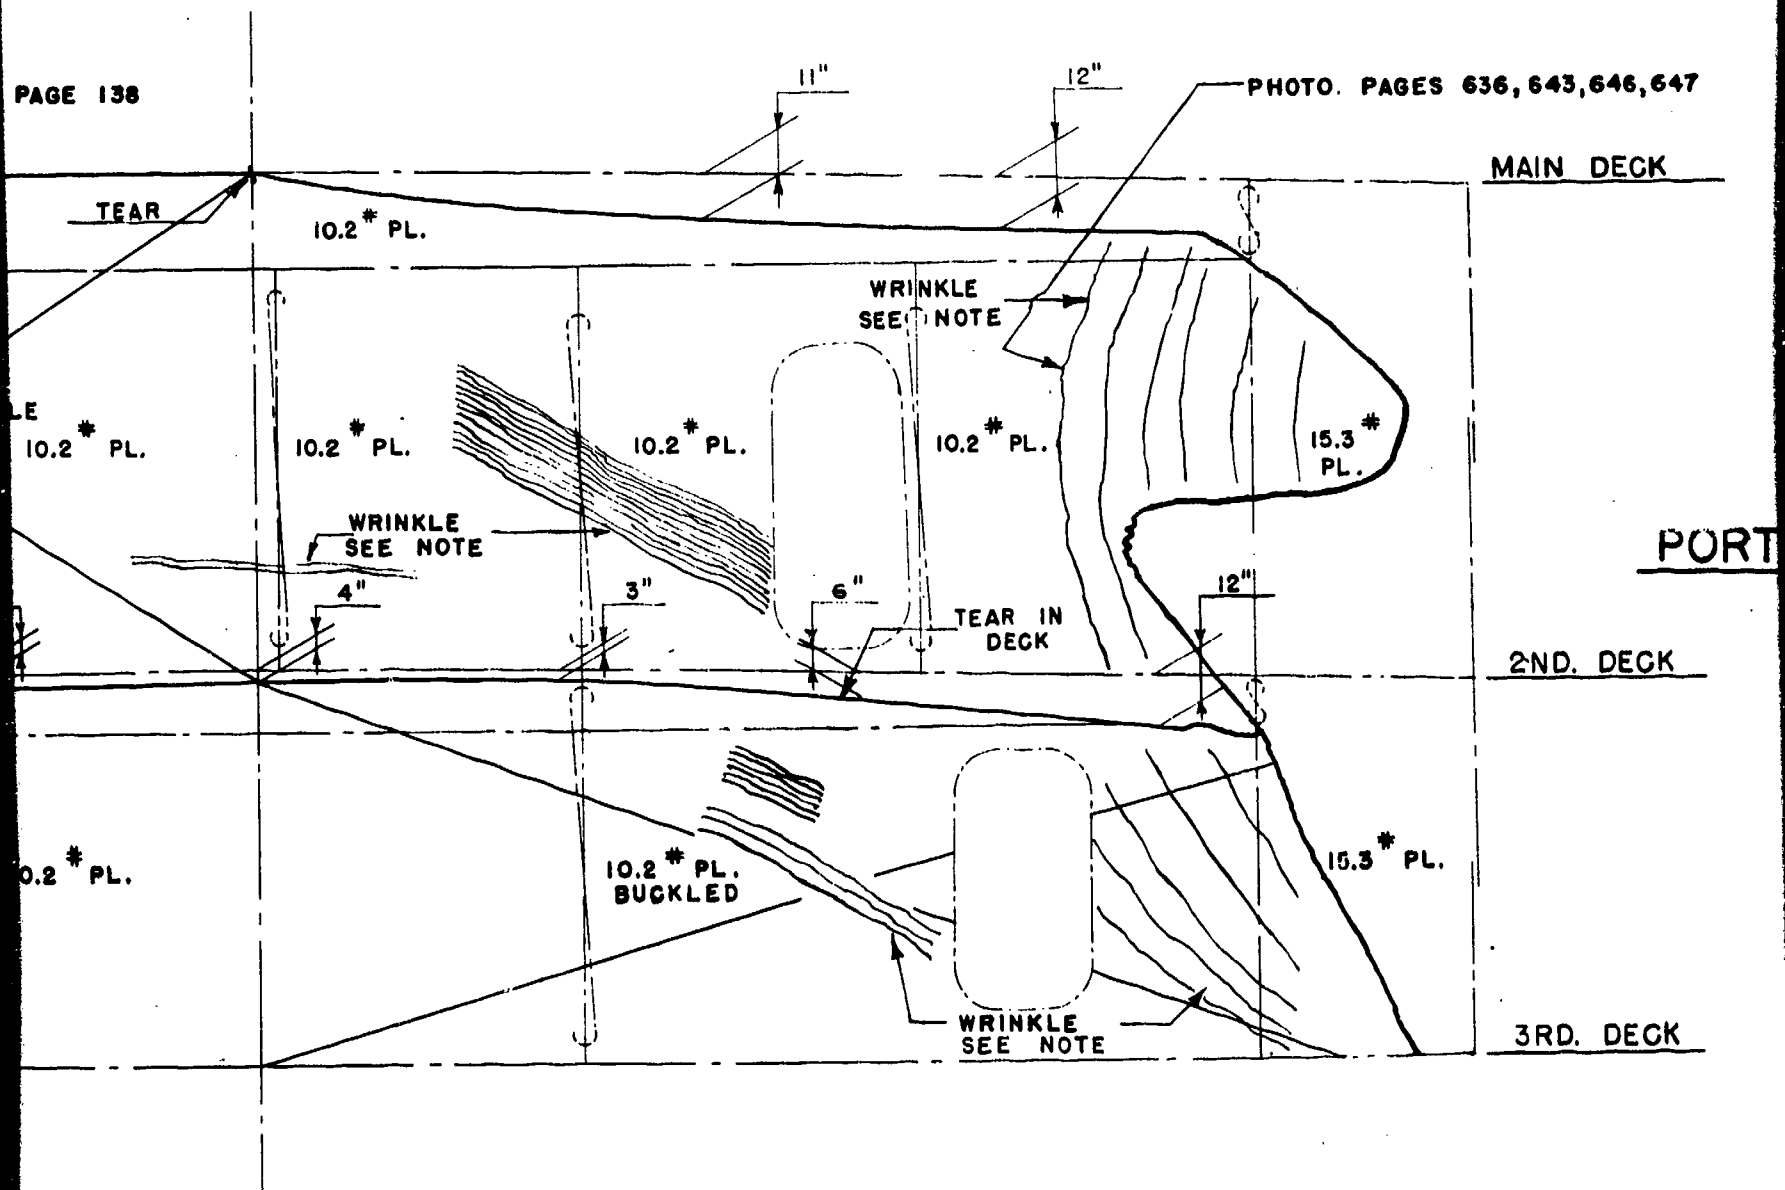 11"
12"
PHOTO. PAGES 636,643,646,647
PAGE 138
MAIN DECK
TEAR
10.2 # PL.
WRINKLE
SEE NOTE
LE
10.2 # PL.
10.2 # PL.
10.2 # PL.
10.2 # PL.
15.3 #
PL.
WRINKLE
SEE NOTE
PORT
4"
3"
6"
12"
TEAR IN
DECK
2ND. DECK
0.2 # PL.
10.2 # PL.
BUCKLED
15.3 # PL.
WRINKLE
SEE NOTE
3RD. DECK